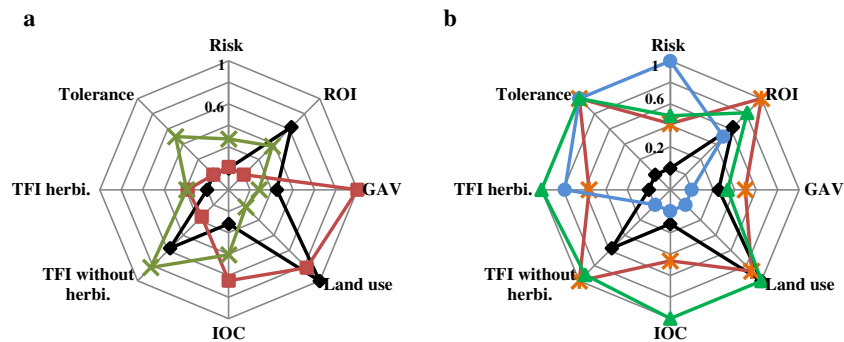 a
Risk
1
ROI
0.6
GAV
Land use
IOC
TFI without
herbi.
TFI herbi.
Tolerance
b
Risk
1
ROI
0.6
0.2
GAV
Land use
IOC
TFI without
herbi.
TFI herbi.
Tolerance